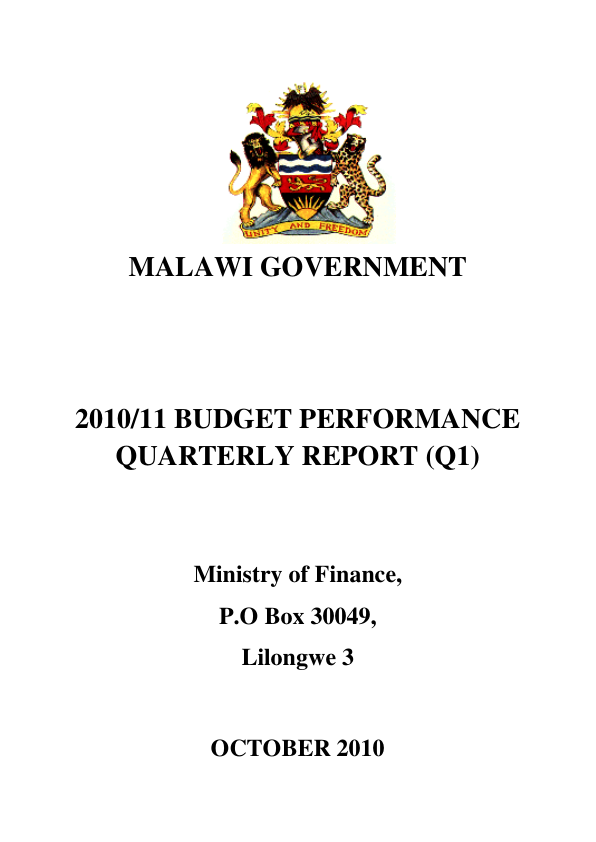 UNITY AND FREEDOM
MALAWI GOVERNMENT
2010/11 BUDGET PERFORMANCE
QUARTERLY REPORT (Q1)
Ministry of Finance,
P.O Box 30049,
Lilongwe 3
OCTOBER 2010